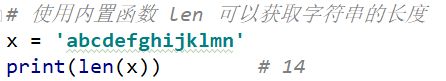 # 使用内置函数 len 可以获取字符串的长度
x = 'abcdefghijklmn'
print(len(x))        # 14